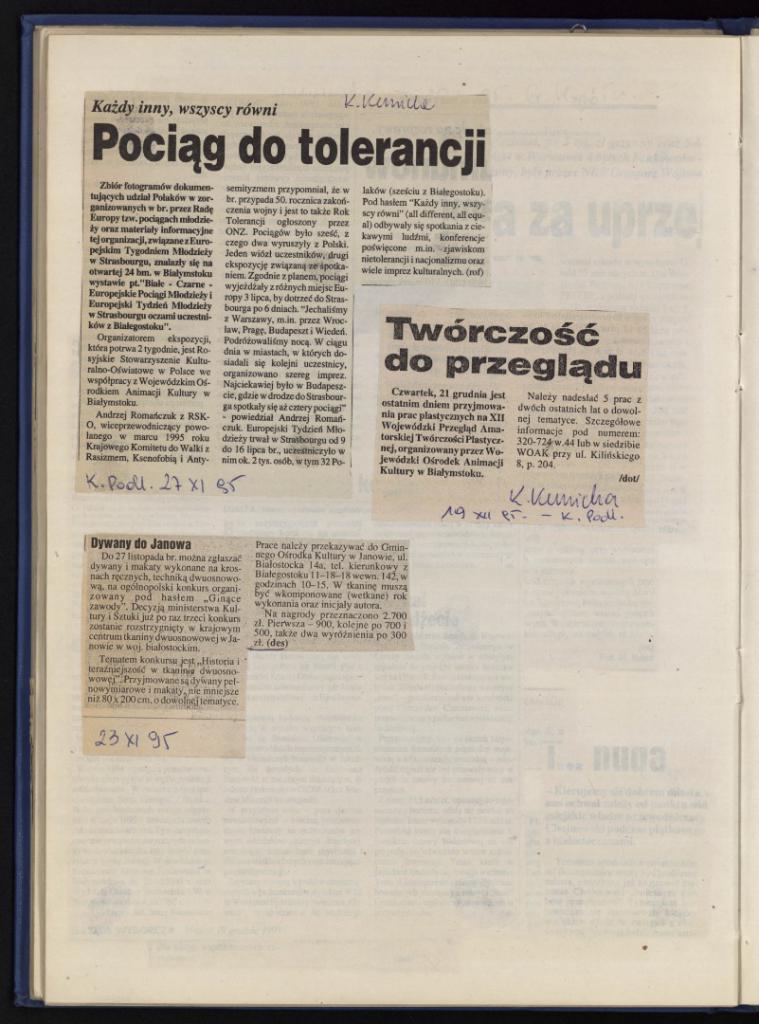 Każdy inny, wszyscy równi
K. Kunicka
Pociąg do tolerancji
Zbiór fotogramów dokumen-
tujących udział Polaków w zor-
ganizowanych w br. przez Radę
Europy tzw. pociągach młodzie-
ży oraz materiały informacyjne
tej organizacji, związane z Euro-
pejskim Tygodniem Młodzieży
w Strasbourgu, znalazły się na
otwartej 24 bm. w Białymstoku
wystawie pt."Białe - Czarne -
Europejskie Pociągi Młodzieży i
Europejski Tydzień Młodzieży
w Strasbourgu oczami uczestni-
ków z Białegostoku".
Organizatorem ekspozycji,
która potrwa 2 tygodnie, jest Ro-
syjskie Stowarzyszenie Kultu-
ralno-Oświatowe w Polsce we
współpracy z Wojewódzkim Oś-
rodkiem Animacji Kultury w
Białymstoku.
Andrzej Romańczuk z RSK-
O, wiceprzewodniczący powo-
łanego w marcu 1995 roku
Krajowego Komitetu do Walki z
Rasizmem, Ksenofobią i Anty-
semityzmem przypomniał, że w
br. przypada 50. rocznica zakoń-
czenia wojny i jest to także Rok
Tolerancji ogłoszony przez
ONZ. Pociągów było sześć, z
czego dwa wyruszyły z Polski.
Jeden wiózł uczestników, drugi
ekspozycję związaną ze spotka-
niem. Zgodnie z planem, pociągi
wyjeżdżały z różnych miejsc Eu-
ropy 3 lipca, by dotrzeć do Stras-
bourga po 6 dniach. "Jechaliśmy
z Warszawy, m.in. przez Wroc-
ław, Pragę, Budapeszt i Wiedeń.
Podróżowaliśmy nocą. W ciągu
dnia w miastach, w których do-
siadali się kolejni uczestnicy,
organizowano szereg imprez.
Najciekawiej było w Budapesz-
cie, gdzie w drodze do Strasbour-
ga spotkały się aż cztery pociągi"
- powiedział Andrzej Romań-
czuk. Europejski Tydzień Mło-
dzieży trwał w Strasbourgu od 9
do 16 lipca br., uczestniczyło w
nim ok. 2 tys. osób, w tym 32 Po-
laków (sześciu z Białegostoku).
Pod hasłem "Każdy inny, wszy-
scy równi" (all different, all equ-
al) odbywały się spotkania z cie-
kawymi ludźmi, konferencje
poświęcone m.in. zjawiskom
nietolerancji i nacjonalizmu oraz
wiele imprez kulturalnych. (rof)
K. Podl. 27 XI 95
Twórczość
do przeglądu
Czwartek, 21 grudnia jest
ostatnim dniem przyjmowa-
nia prac plastycznych na XII
Wojewódzki Przegląd Ama-
torskiej Twórczości Plastycz-
nej, organizowany przez Wo-
jewódzki Ośrodek Animacji
Kultury w Białymstoku.
Należy nadesłać 5 prac z
dwóch ostatnich lat o dowol-
nej tematyce. Szczegółowe
informacje pod numerem:
320-724 w.44 lub w siedzibie
WOAK przy ul. Kilińskiego
8, p. 204.
/dot/
K. Kunicka
19 XII 95. - K. Podl.
Dywany do Janowa
Do 27 listopada br. można zgłaszać
dywany i makaty wykonane na kros-
nach ręcznych, techniką dwuosnowo-
wą, na ogólnopolski konkurs organi-
zowany pod hasłem „Ginące
zawody". Decyzją ministerstwa Kul-
tury i Sztuki już po raz trzeci konkurs
zostanie rozstrzygnięty w krajowym
centrum tkaniny dwuosnowowej w Ja-
nowie w woj. białostockim.
Tematem konkursu jest „Historia i
teraźniejszość w tkaninie dwuosno-
wowej". Przyjmowane są dywany peł-
nowymiarowe i makaty, nie mniejsze
niż 80 x 200 cm, o dowolnej tematyce.
Prace należy przekazywać do Gmin-
nego Ośrodka Kultury w Janowie, ul.
Białostocka 14a, tel. kierunkowy z
Białegostoku 11–18–18 wewn. 142, w
godzinach 10–15. W tkaninę muszą
być wkomponowane (wetkane) rok
wykonania oraz inicjały autora.
Na nagrody przeznaczono 2.700
zł. Pierwsza – 900, kolejne po 700 i
500, także dwa wyróżnienia po 300
zł. (des)
23 XI 95